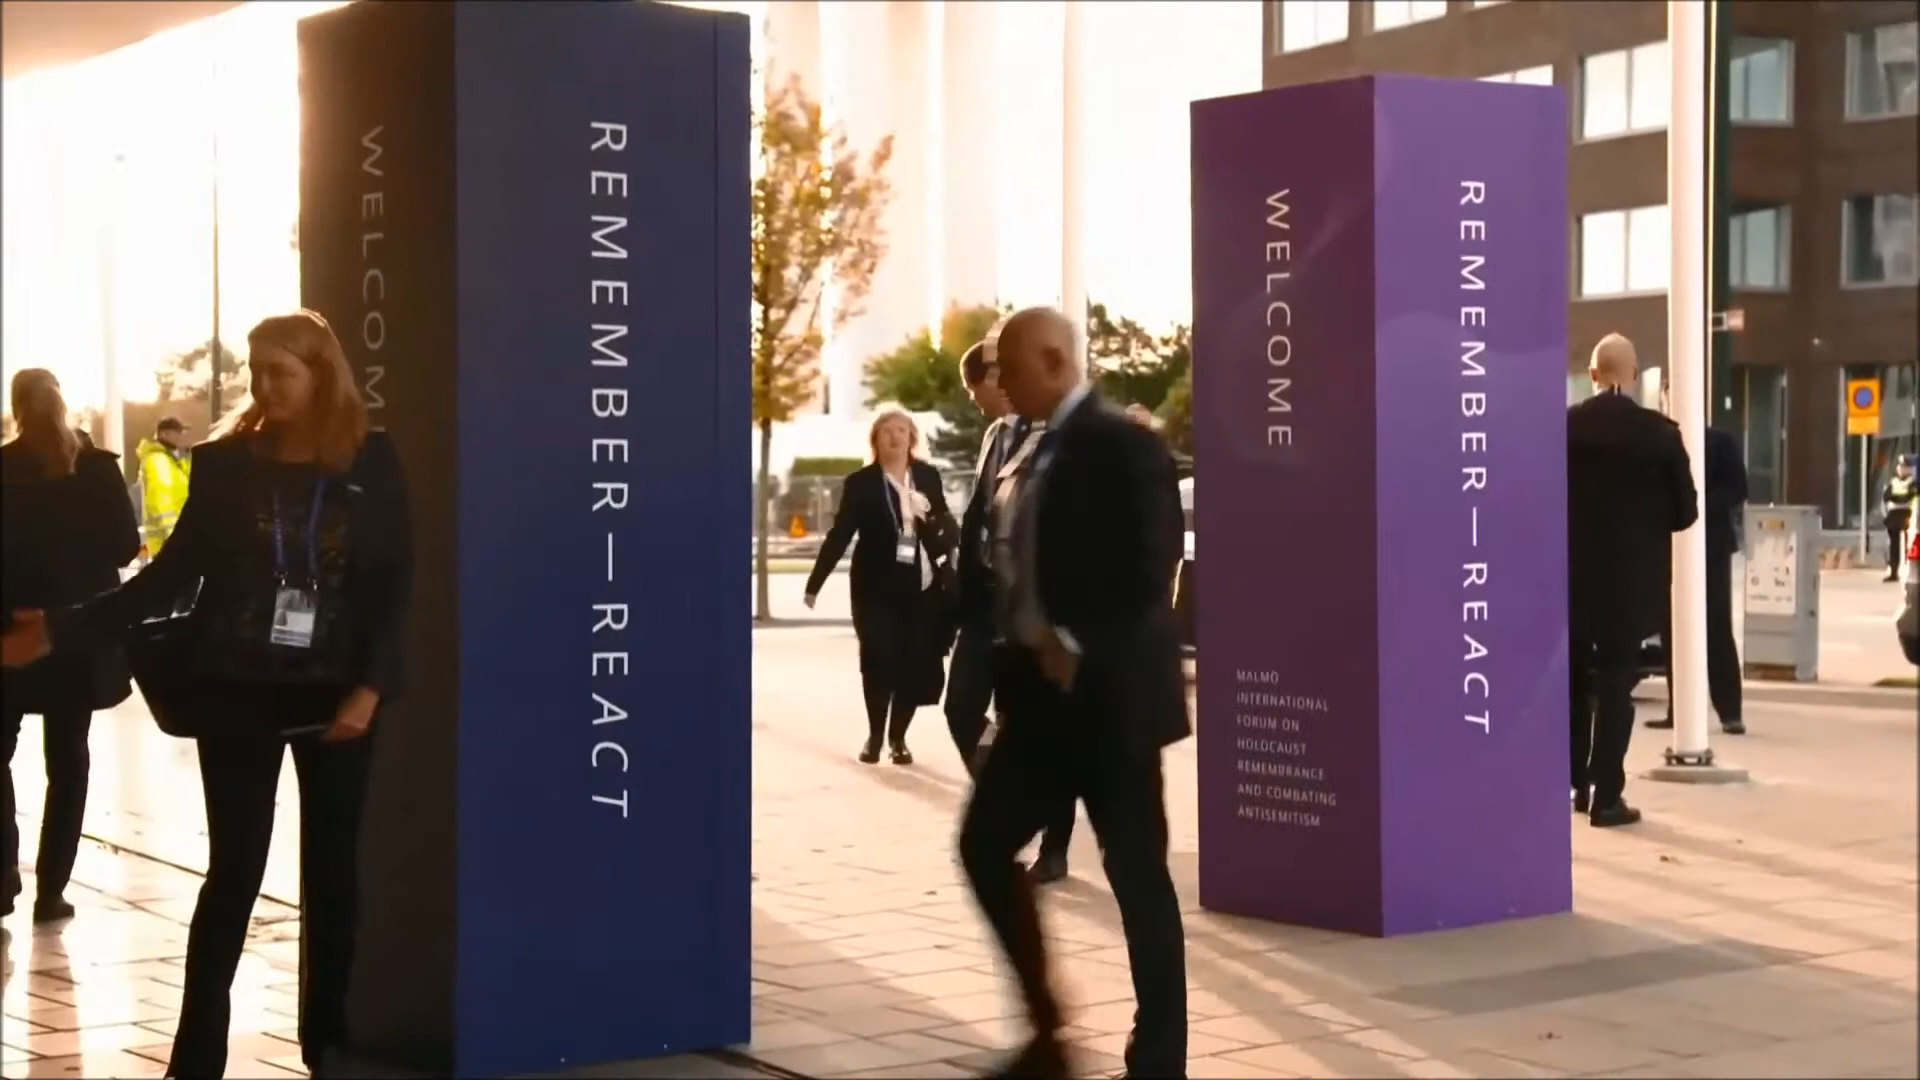 WELCOME
REMEMBER—REACT
WELCOME
MALMÖ
INTERNATIONAL
FORUM ON
HOLOCAUST
REMEMBRANCE
AND COMBATING
ANTISEMITISM
REMEMBER—REACT